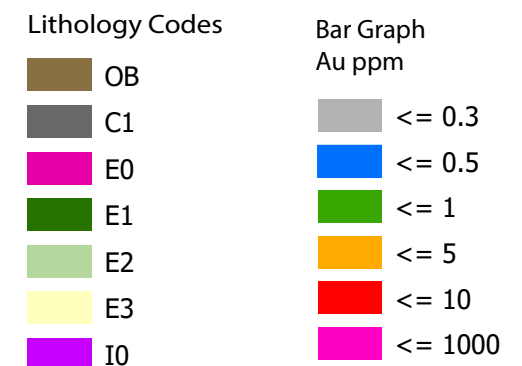 Lithology Codes
OB
C1
E0
E1
E2
E3
I0
Bar Graph
Au ppm
<= 0.3
<= 0.5
<= 1
<= 5
<= 10
<= 1000